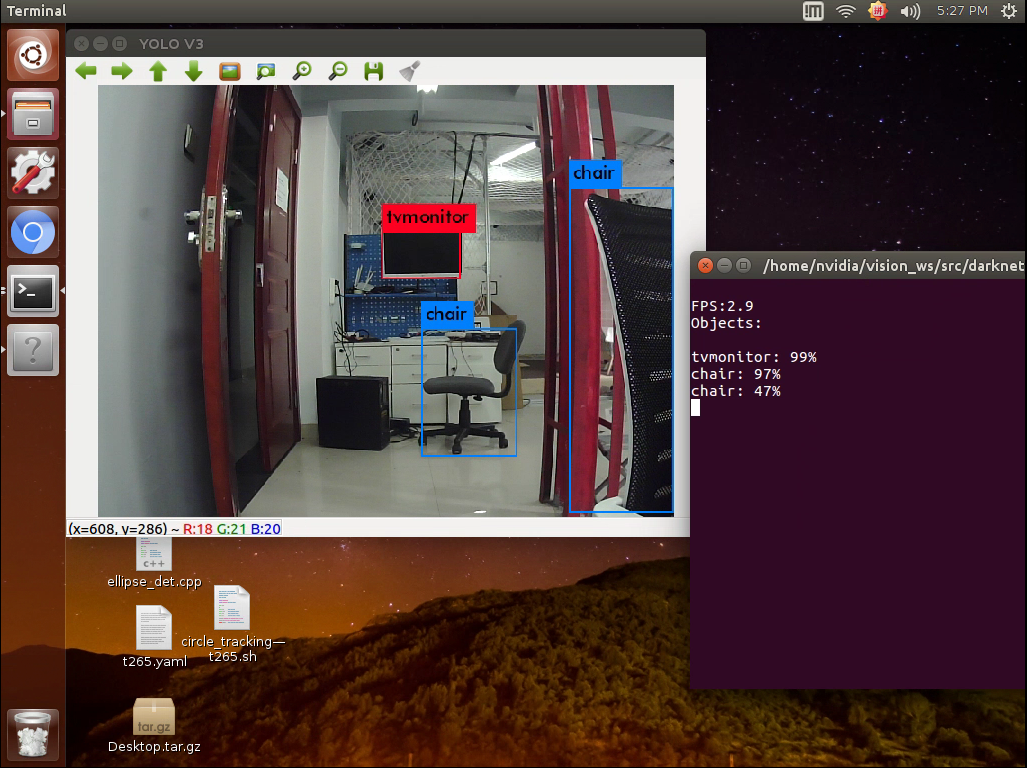 Terminal
5:27 PM
YOLO V3
tvmonitor
chair
chair
(x=608, y=286) ~ R:18 G:21 B:20
/home/nvidia/vision_ws/src/darknet
FPS:2.9
Objects:
tvmonitor: 99%
chair: 97%
chair: 47%
c++
ellipse_det.cpp
t265.yaml
circle_tracking—
t265.sh
tar.gz
Desktop.tar.gz